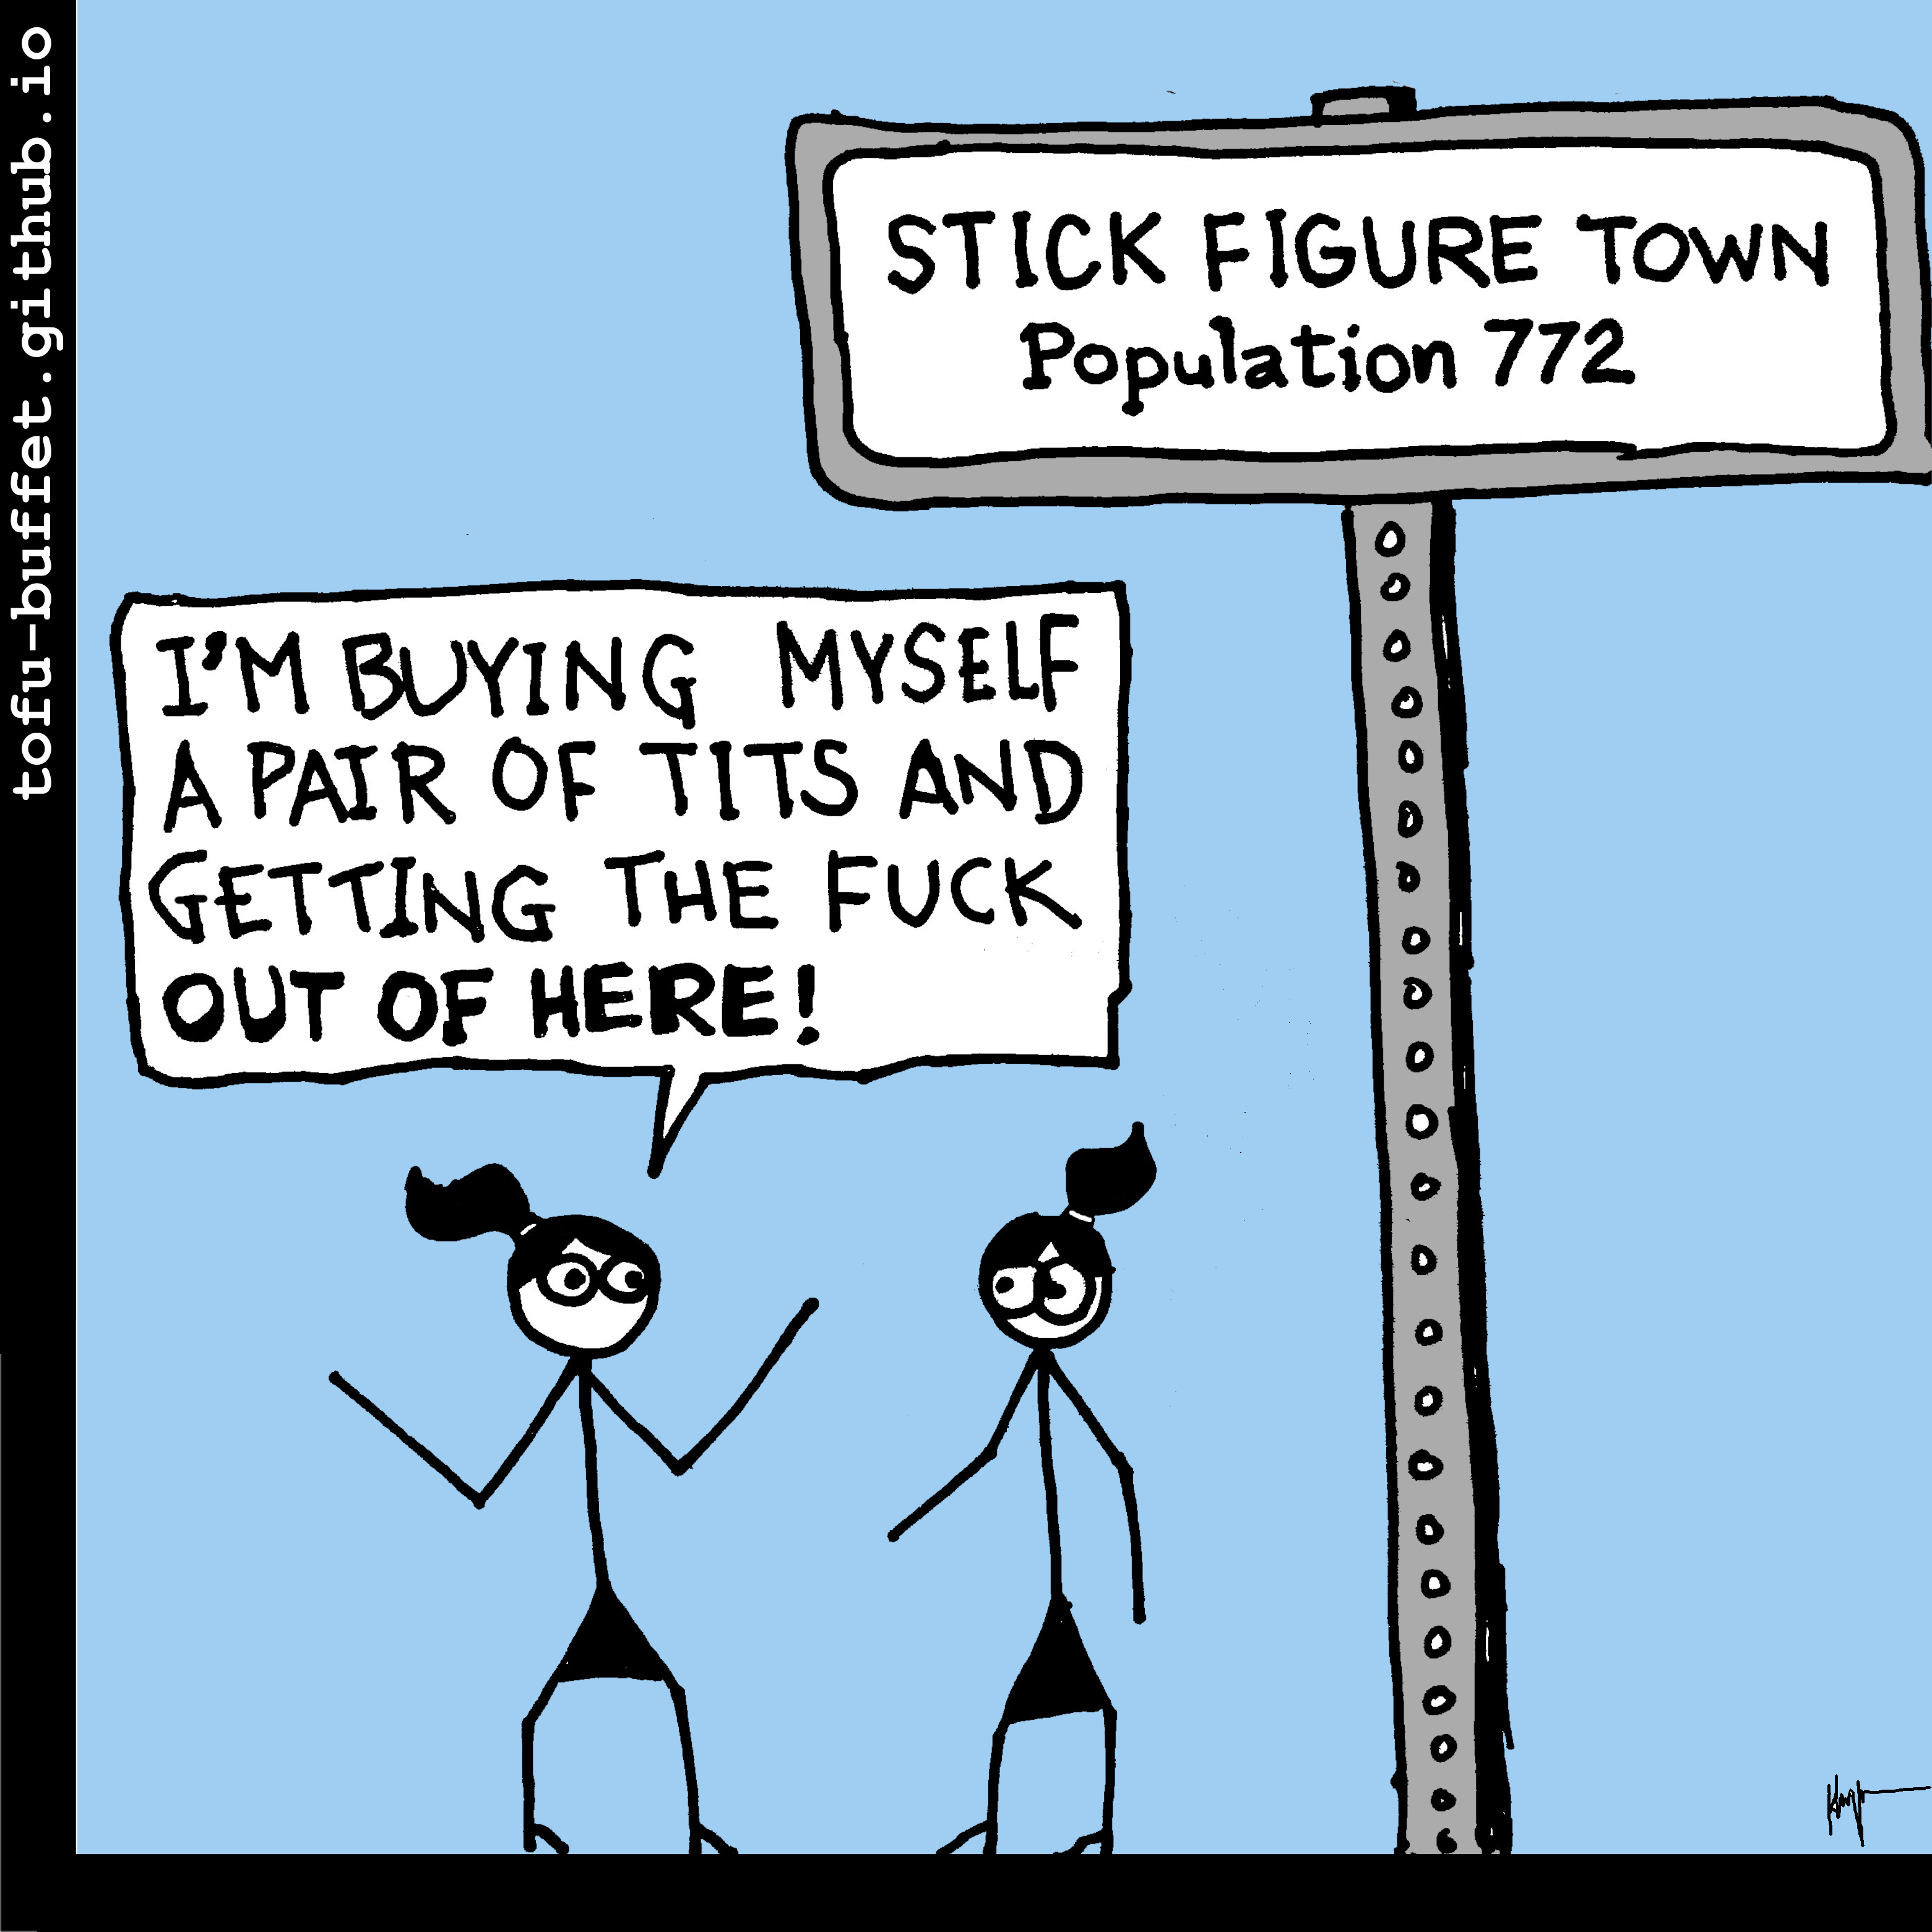 tofu-buffet.github.io
STICK FIGURE TOWN
Population 772
I'M BUYING MYSELF
A PAIR OF TITS AND
GETTING THE FUCK
OUT OF HERE!